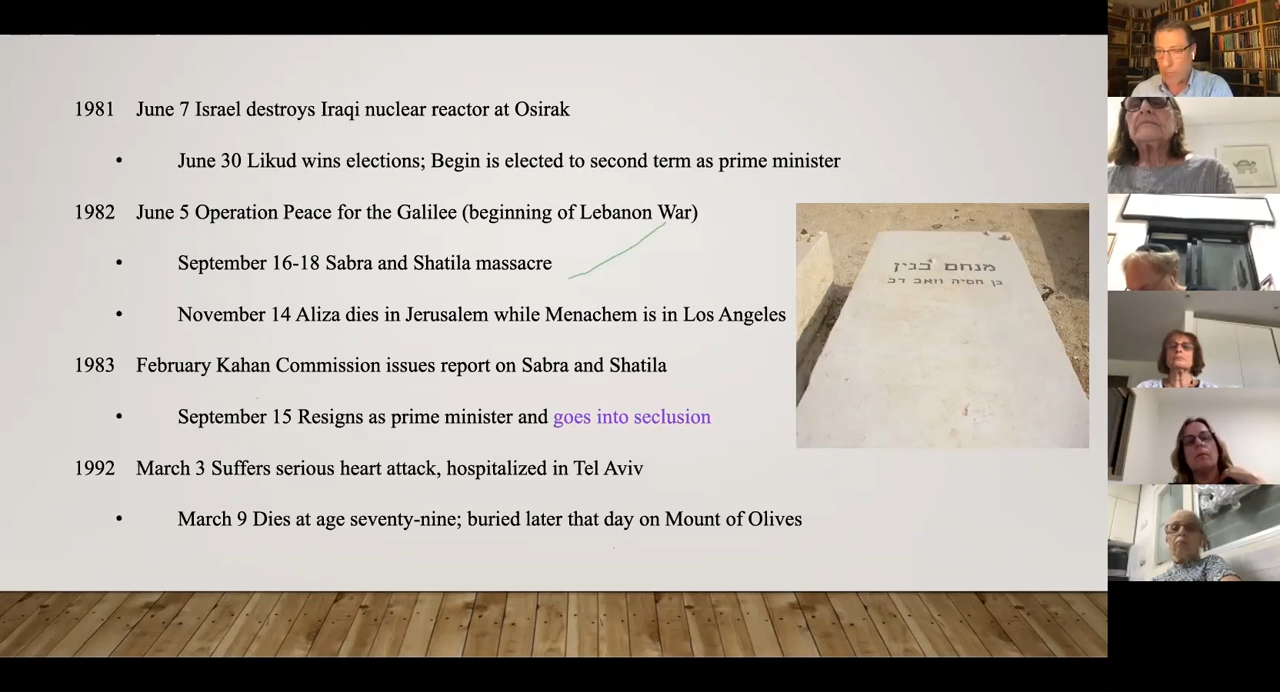 1981 June 7 Israel destroys Iraqi nuclear reactor at Osirak
• June 30 Likud wins elections; Begin is elected to second term as prime minister
1982 June 5 Operation Peace for the Galilee (beginning of Lebanon War)
• September 16-18 Sabra and Shatila massacre
• November 14 Aliza dies in Jerusalem while Menachem is in Los Angeles
1983 February Kahan Commission issues report on Sabra and Shatila
• September 15 Resigns as prime minister and goes into seclusion
1992 March 3 Suffers serious heart attack, hospitalized in Tel Aviv
• March 9 Dies at age seventy-nine; buried later that day on Mount of Olives
מנחם בגין
בן חסיה וזאב דב